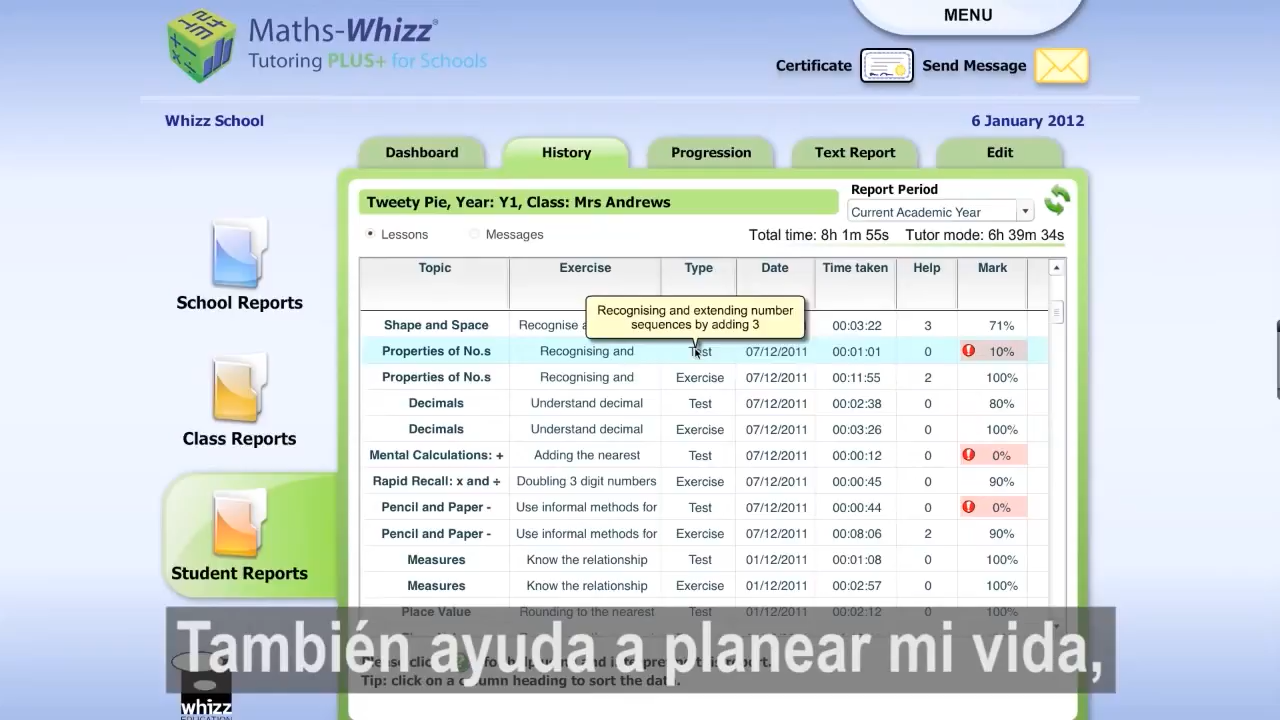 Maths-Whizz®
Tutoring PLUS+ for Schools
MENU
Certificate
Send Message
Whizz School
6 January 2012
Dashboard
History
Progression
Text Report
Edit
Tweety Pie, Year: Y1, Class: Mrs Andrews
Report Period
Current Academic Year
Lessons
Messages
Total time: 8h 1m 55s
Tutor mode: 6h 39m 34s
School Reports
Class Reports
Student Reports
Topic Exercise Type Date Time taken Help Mark
Recognising and extending number
sequences by adding 3
Shape and Space Recognise a 00:03:22 3 71%
Properties of No.s Recognising and Test 07/12/2011 00:01:01 0 10%
Properties of No.s Recognising and Exercise 07/12/2011 00:11:55 2 100%
Decimals Understand decimal Test 07/12/2011 00:02:38 0 80%
Decimals Understand decimal Exercise 07/12/2011 00:03:26 0 100%
Mental Calculations: + Adding the nearest Test 07/12/2011 00:00:12 0 0%
Rapid Recall: x and ÷ Doubling 3 digit numbers Exercise 07/12/2011 00:00:45 0 90%
Pencil and Paper - Use informal methods for Test 07/12/2011 00:00:44 0 0%
Pencil and Paper - Use informal methods for Exercise 07/12/2011 00:08:06 2 90%
Measures Know the relationship Test 01/12/2011 00:01:08 0 100%
Measures Know the relationship Exercise 01/12/2011 00:02:57 0 100%
Place Value Rounding to the nearest Test 01/12/2011 00:02:12 0 100%
También ayuda a planear mi vida,
Tip: click on a column heading to sort the data.
whizz
EDUCATION